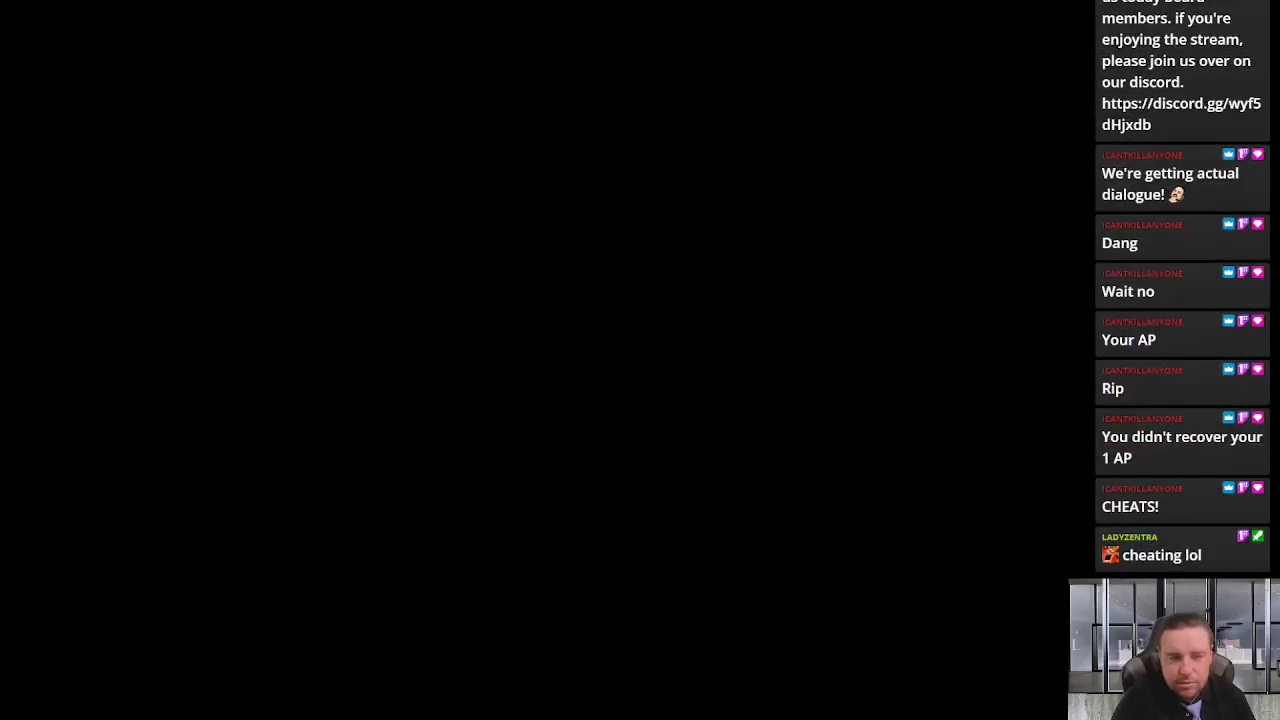 members. if you're
enjoying the stream,
please join us over on
our discord.
https://discord.gg/wyf5
dHjxdb
ICANTKILLANYONE
We're getting actual
dialogue!
ICANTKILLANYONE
Dang
ICANTKILLANYONE
Wait no
ICANTKILLANYONE
Your AP
ICANTKILLANYONE
Rip
ICANTKILLANYONE
You didn't recover your
1 AP
ICANTKILLANYONE
CHEATS!
LADYZENTRA
cheating lol